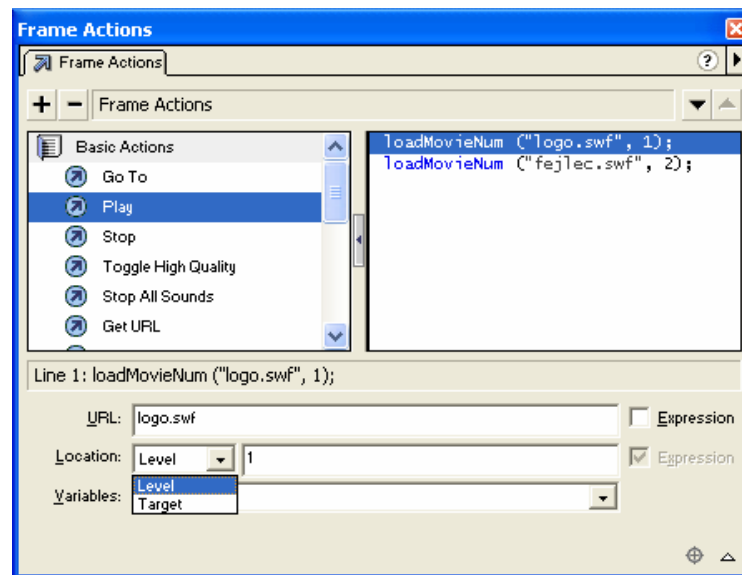 Frame Actions
Frame Actions
?
+ − Frame Actions
Basic Actions
Go To
Play
Stop
Toggle High Quality
Stop All Sounds
Get URL
loadMovieNum ("logo.swf", 1);
loadMovieNum ("fejlec.swf", 2);
Line 1: loadMovieNum ("logo.swf", 1);
URL: logo.swf Expression
Location: Level 1 Expression
Level
Target
Variables: